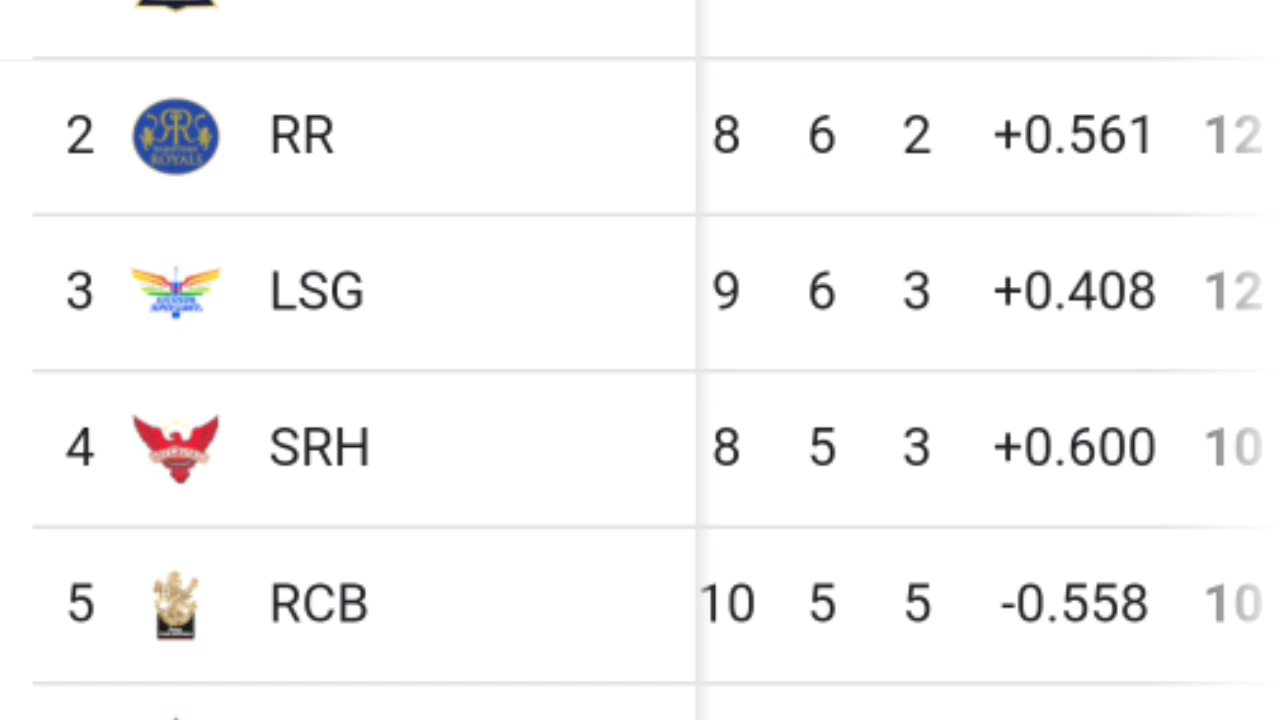 2 ROYALS RR 8 6 2 +0.561 12
3 LSG 9 6 3 +0.408 12
4 SRH 8 5 3 +0.600 10
5 RCB 10 5 5 -0.558 10